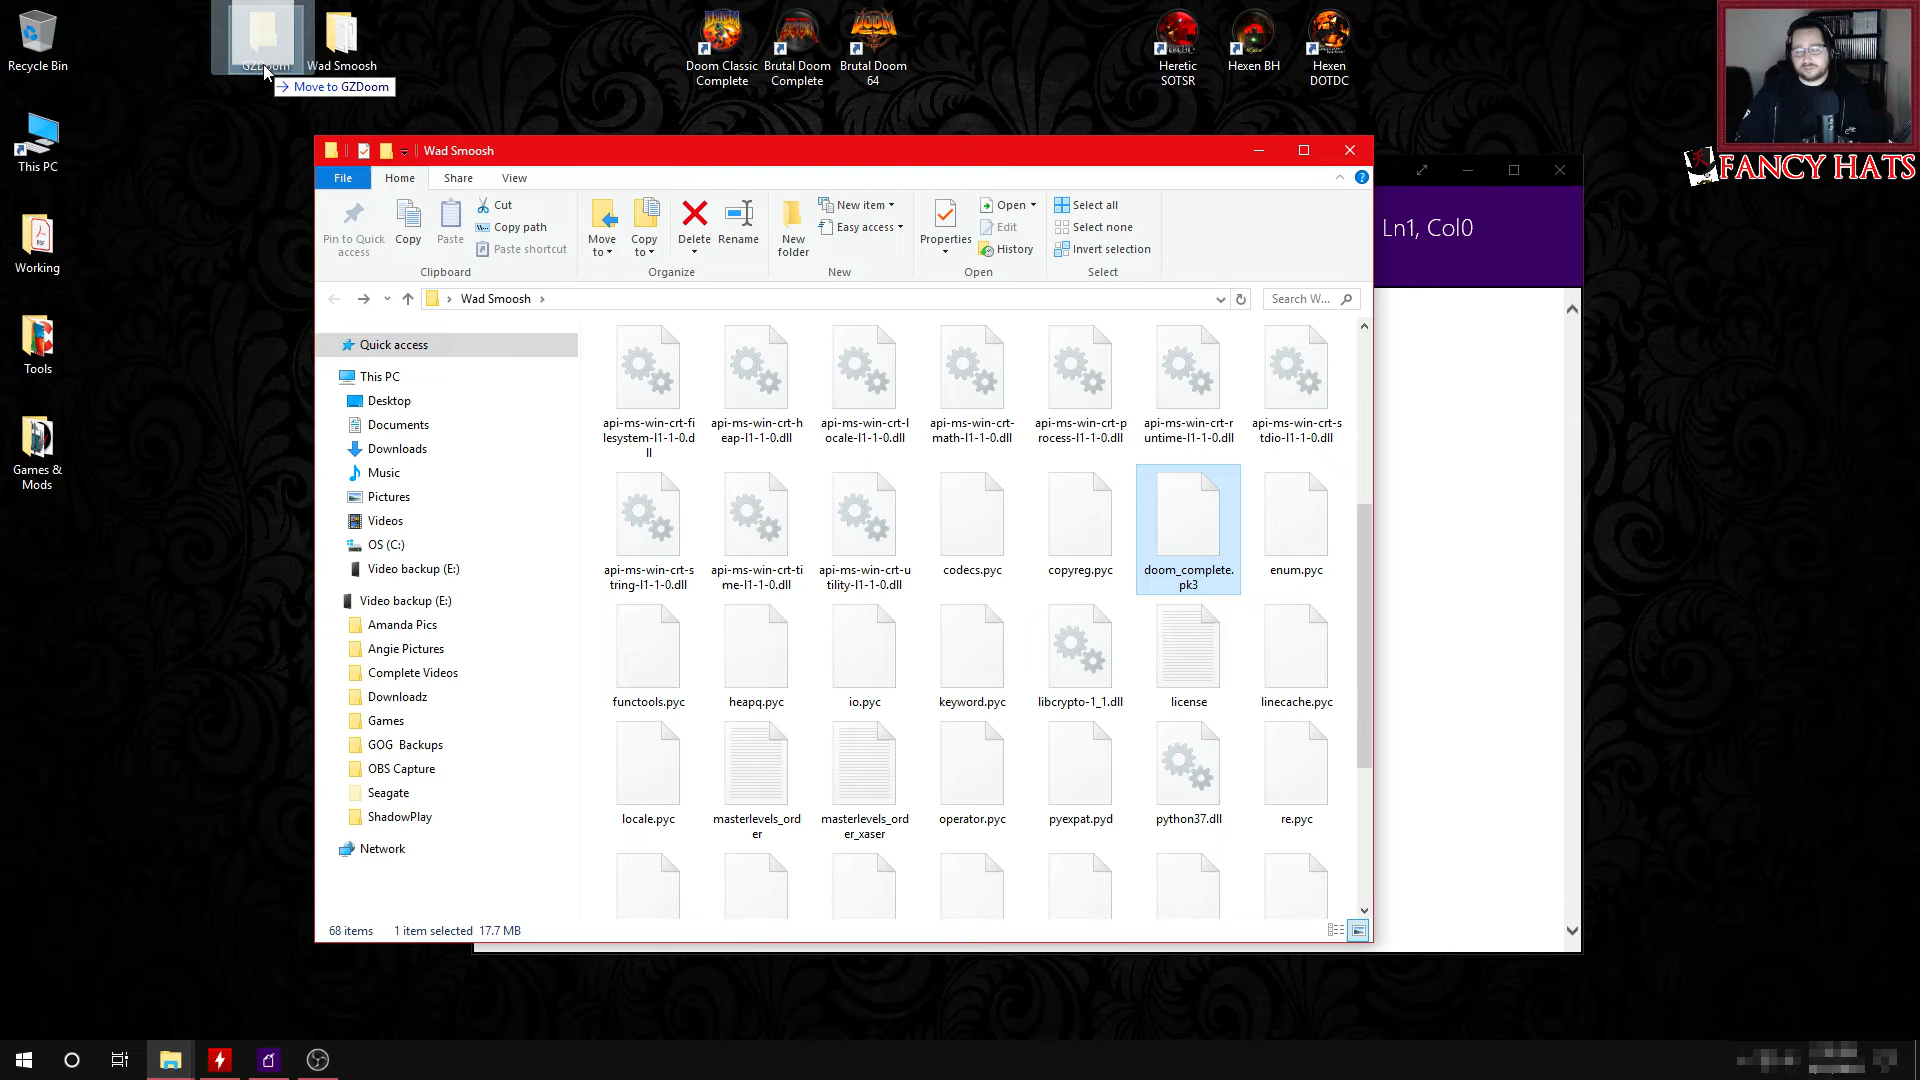 Recycle Bin
GZDoom
Wad Smoosh
Move to GZDoom
Doom Classic
Complete
Brutal Doom
Complete
Brutal Doom
64
Heretic
SOTSR
Hexen BH
Hexen
DOTDC
FANCY HATS
This PC
Working
Tools
Games &
Mods
Wad Smoosh
File
Home
Share
View
Ln1, Col0
Pin to Quick
access
Copy
Paste
Cut
Copy path
Paste shortcut
Clipboard
Move
to
Copy
to
Delete
Rename
Organize
New
folder
New item
Easy access
New
Properties
Open
Edit
History
Open
Select all
Select none
Invert selection
Select
Wad Smoosh
Search W...
Quick access
This PC
Desktop
Documents
Downloads
Music
Pictures
Videos
OS (C:)
Video backup (E:)
Video backup (E:)
Amanda Pics
Angie Pictures
Complete Videos
Downloadz
Games
GOG Backups
OBS Capture
Seagate
ShadowPlay
Network
api-ms-win-crt-fi
lesystem-l1-1-0.d
ll
api-ms-win-crt-h
eap-l1-1-0.dll
api-ms-win-crt-l
ocale-l1-1-0.dll
api-ms-win-crt-
math-l1-1-0.dll
api-ms-win-crt-p
rocess-l1-1-0.dll
api-ms-win-crt-r
untime-l1-1-0.dll
api-ms-win-crt-s
tdio-l1-1-0.dll
api-ms-win-crt-s
tring-l1-1-0.dll
api-ms-win-crt-ti
me-l1-1-0.dll
api-ms-win-crt-u
tility-l1-1-0.dll
codecs.pyc
copyreg.pyc
doom_complete.
pk3
enum.pyc
functools.pyc
heapq.pyc
io.pyc
keyword.pyc
libcrypto-1_1.dll
license
linecache.pyc
locale.pyc
masterlevels_ord
er
masterlevels_ord
er_xaser
operator.pyc
pyexpat.pyd
python37.dll
re.pyc
68 items
1 item selected 17.7 MB